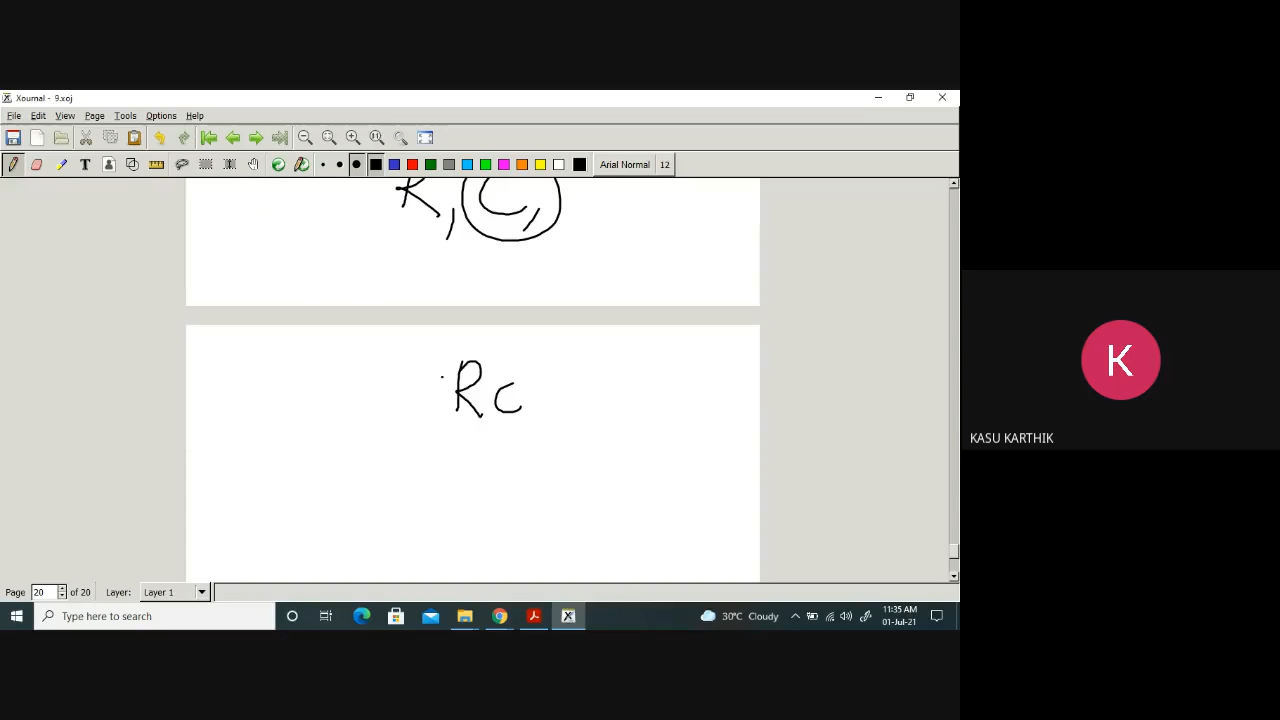 Xournal - 9.xoj
File Edit View Page Tools Options Help
Arial Normal 12
R, C,
Rc
K
KASU KARTHIK
Page 20 of 20 Layer: Layer 1
Type here to search
30°C Cloudy
11:35 AM
01-Jul-21